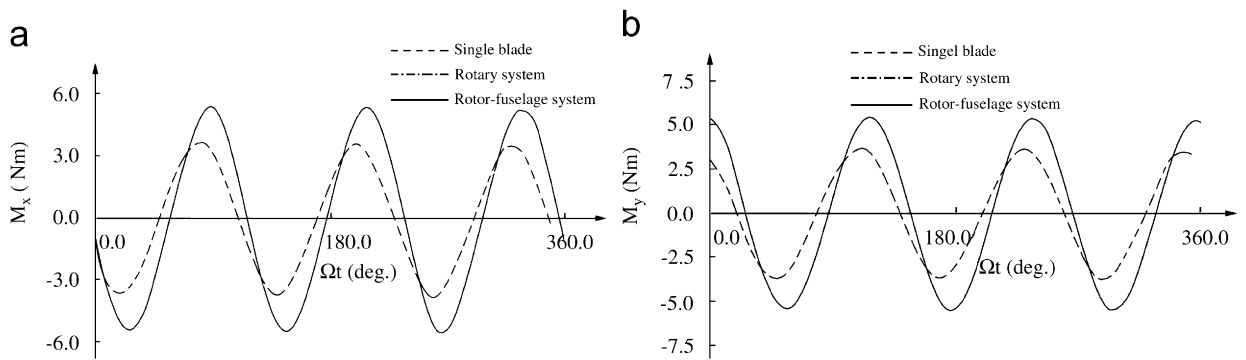 a
Single blade
Rotary system
Rotor-fuselage system
6.0
3.0
0.0
-3.0
-6.0
Mx ( Nm)
0.0
180.0
360.0
Ωt (deg.)
b
Singel blade
Rotary system
Rotor-fuselage system
7.5
5.0
2.5
0.0
-2.5
-5.0
-7.5
My (Nm)
0.0
180.0
360.0
Ωt (deg.)